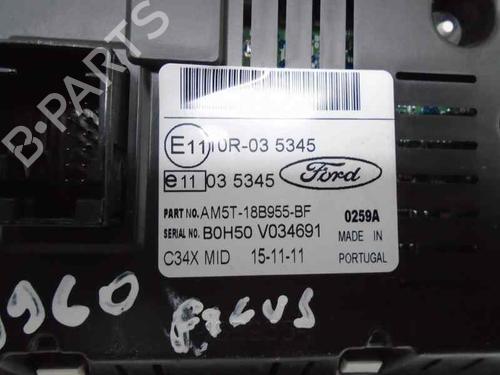 B-PARTS
E11 10R-03 5345
e11 03 5345 Ford
PART NO. AM5T-18B955-BF 0259A
SERIAL NO. B0H50 V034691 MADE IN
C34X MID 15-11-11 PORTUGAL
960
FOCUS